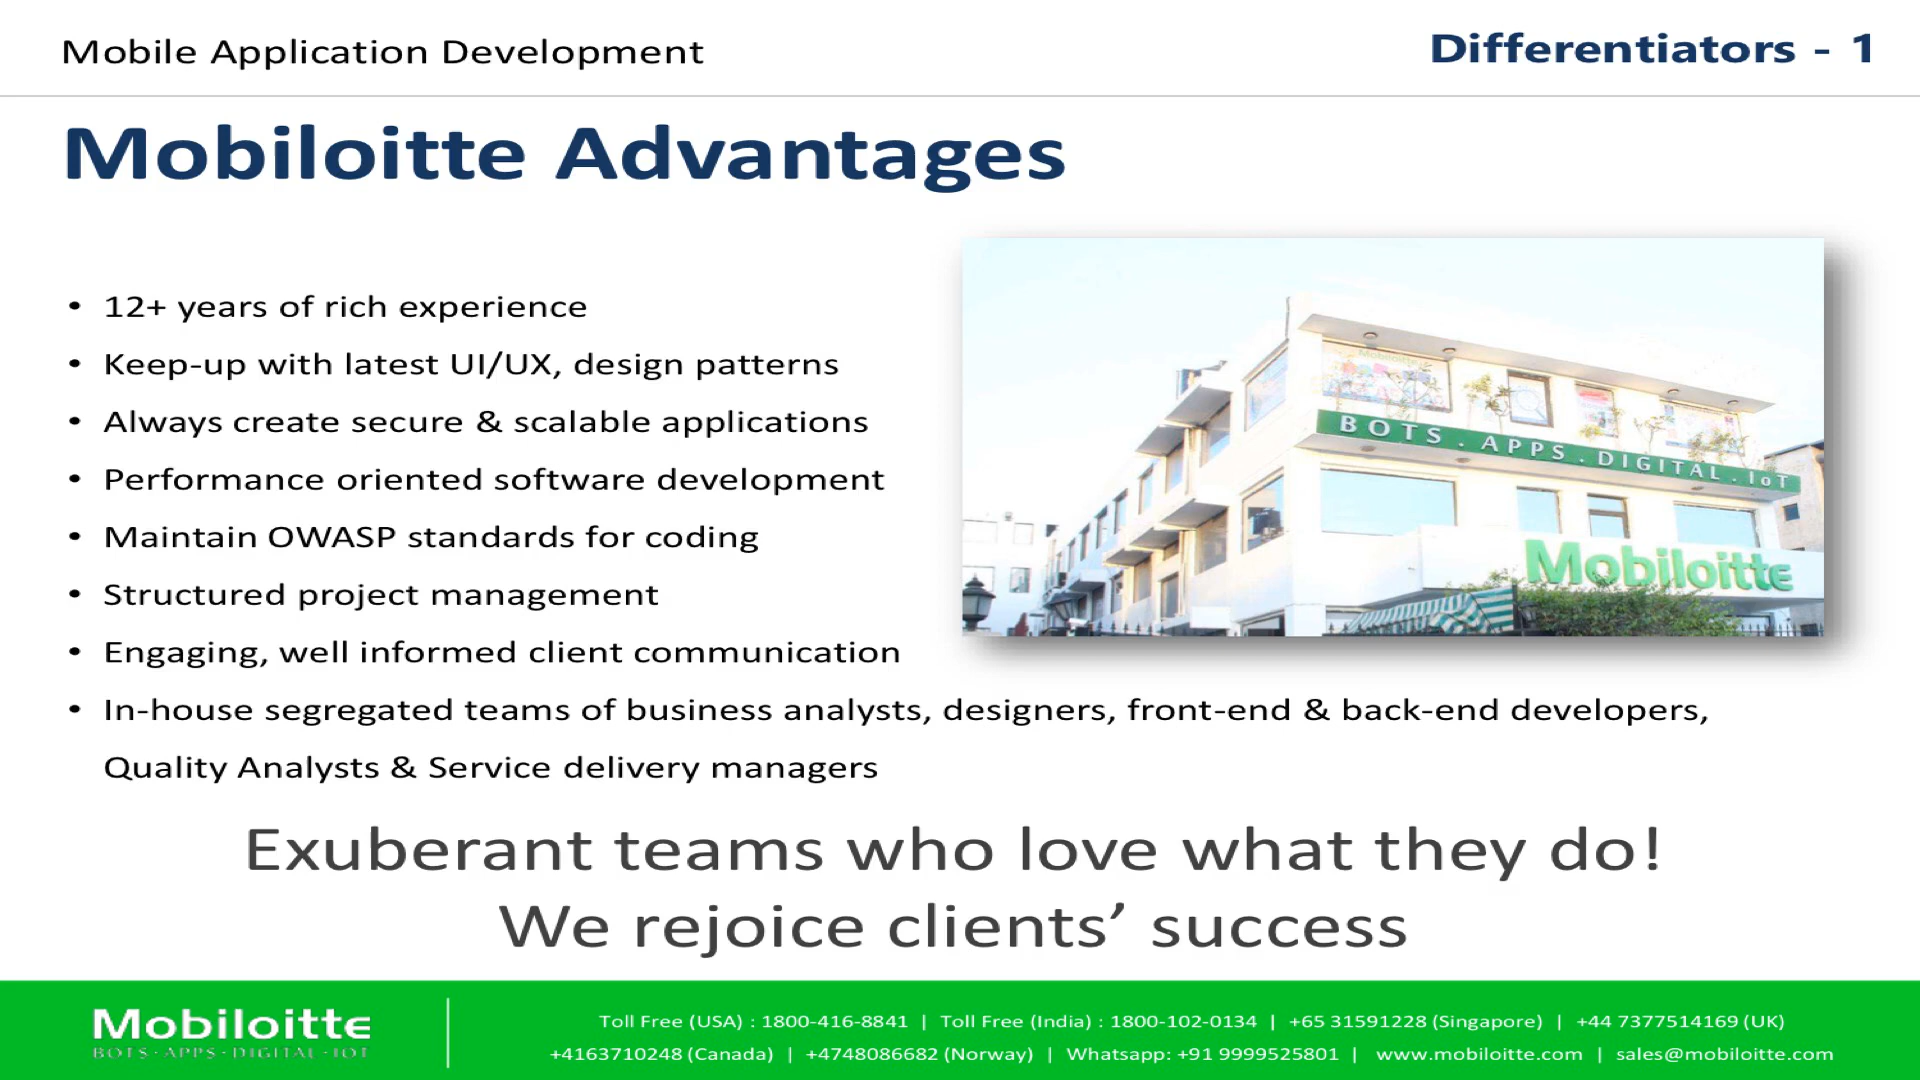 Mobile Application Development
Differentiators - 1
Mobiloitte Advantages
• 12+ years of rich experience
• Keep-up with latest UI/UX, design patterns
• Always create secure & scalable applications
• Performance oriented software development
• Maintain OWASP standards for coding
• Structured project management
• Engaging, well informed client communication
• In-house segregated teams of business analysts, designers, front-end & back-end developers,
Quality Analysts & Service delivery managers
Mobiloitte
BOTS . APPS . DIGITAL . IoT
Mobiloitte
Exuberant teams who love what they do!
We rejoice clients’ success
Mobiloitte
BOTS · APPS · DIGITAL · IOT
Toll Free (USA) : 1800-416-8841 | Toll Free (India) : 1800-102-0134 | +65 31591228 (Singapore) | +44 7377514169 (UK)
+4163710248 (Canada) | +4748086682 (Norway) | Whatsapp: +91 9999525801 | www.mobiloitte.com | sales@mobiloitte.com